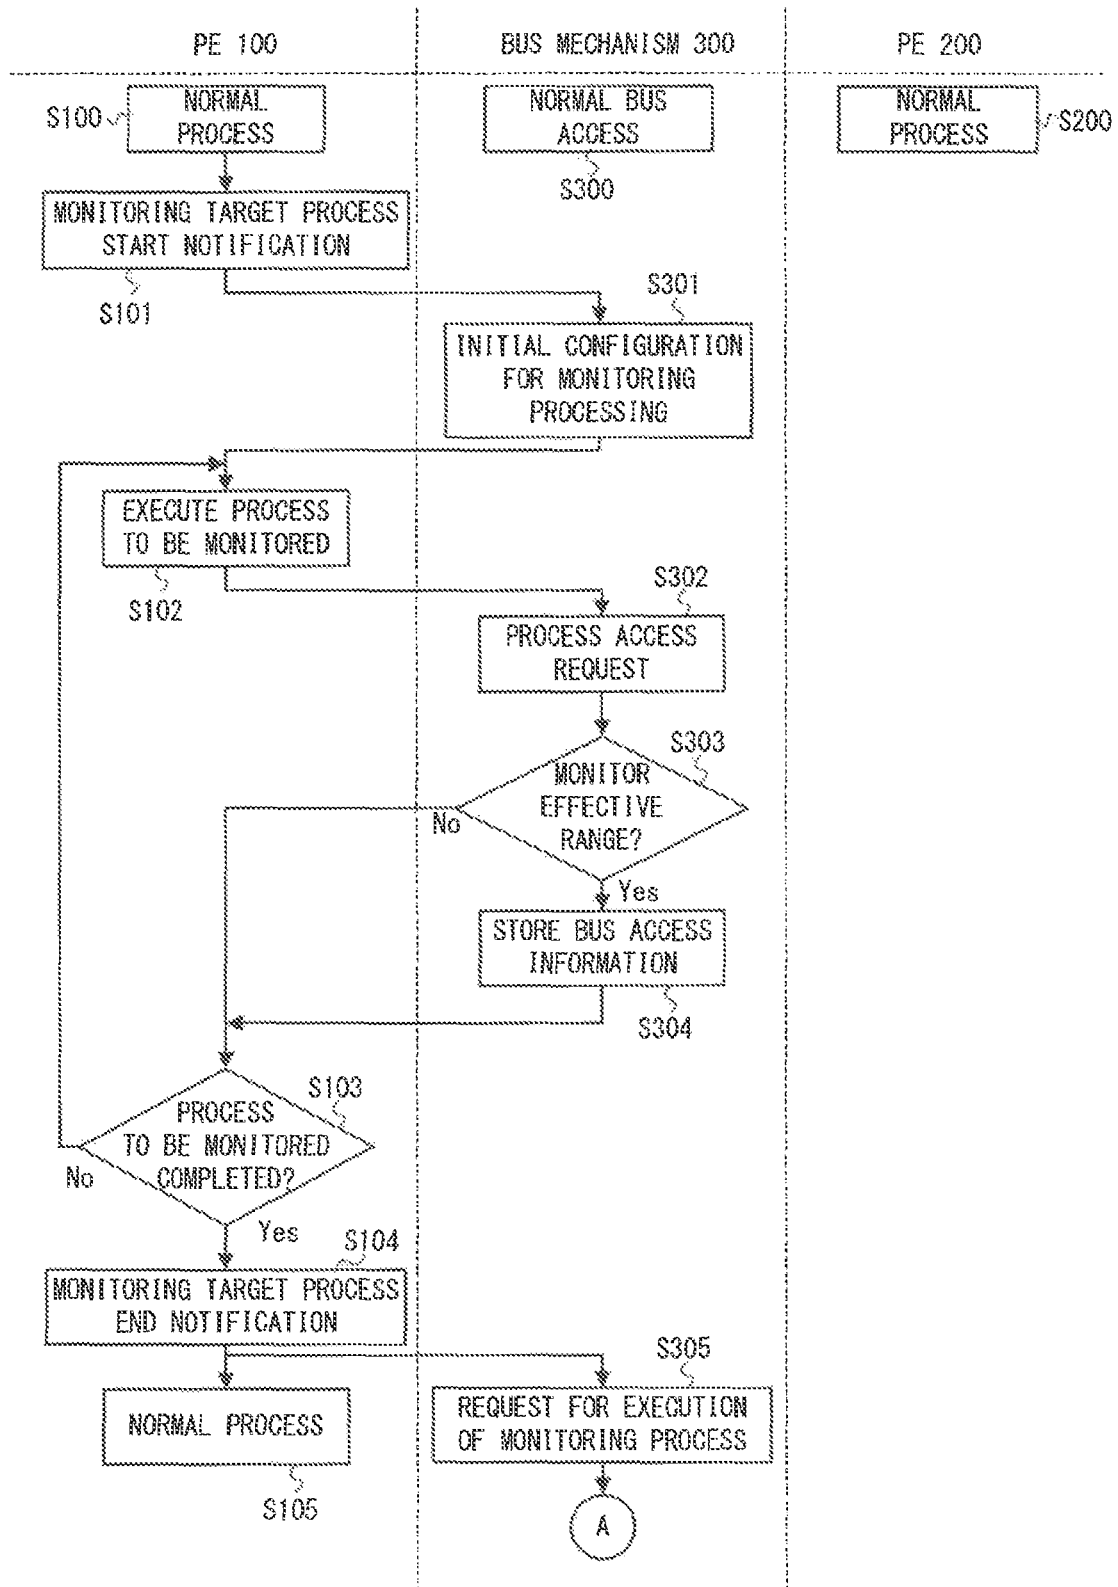 PE 100
BUS MECHANISM 300
PE 200
S100
NORMAL
PROCESS
NORMAL BUS
ACCESS
NORMAL
PROCESS
S200
S300
MONITORING TARGET PROCESS
START NOTIFICATION
S101
S301
INITIAL CONFIGURATION
FOR MONITORING
PROCESSING
EXECUTE PROCESS
TO BE MONITORED
S102
S302
PROCESS ACCESS
REQUEST
S303
MONITOR
EFFECTIVE
RANGE?
No
Yes
STORE BUS ACCESS
INFORMATION
S304
S103
PROCESS
TO BE MONITORED
COMPLETED?
No
Yes
S104
MONITORING TARGET PROCESS
END NOTIFICATION
S305
NORMAL PROCESS
REQUEST FOR EXECUTION
OF MONITORING PROCESS
S105
A